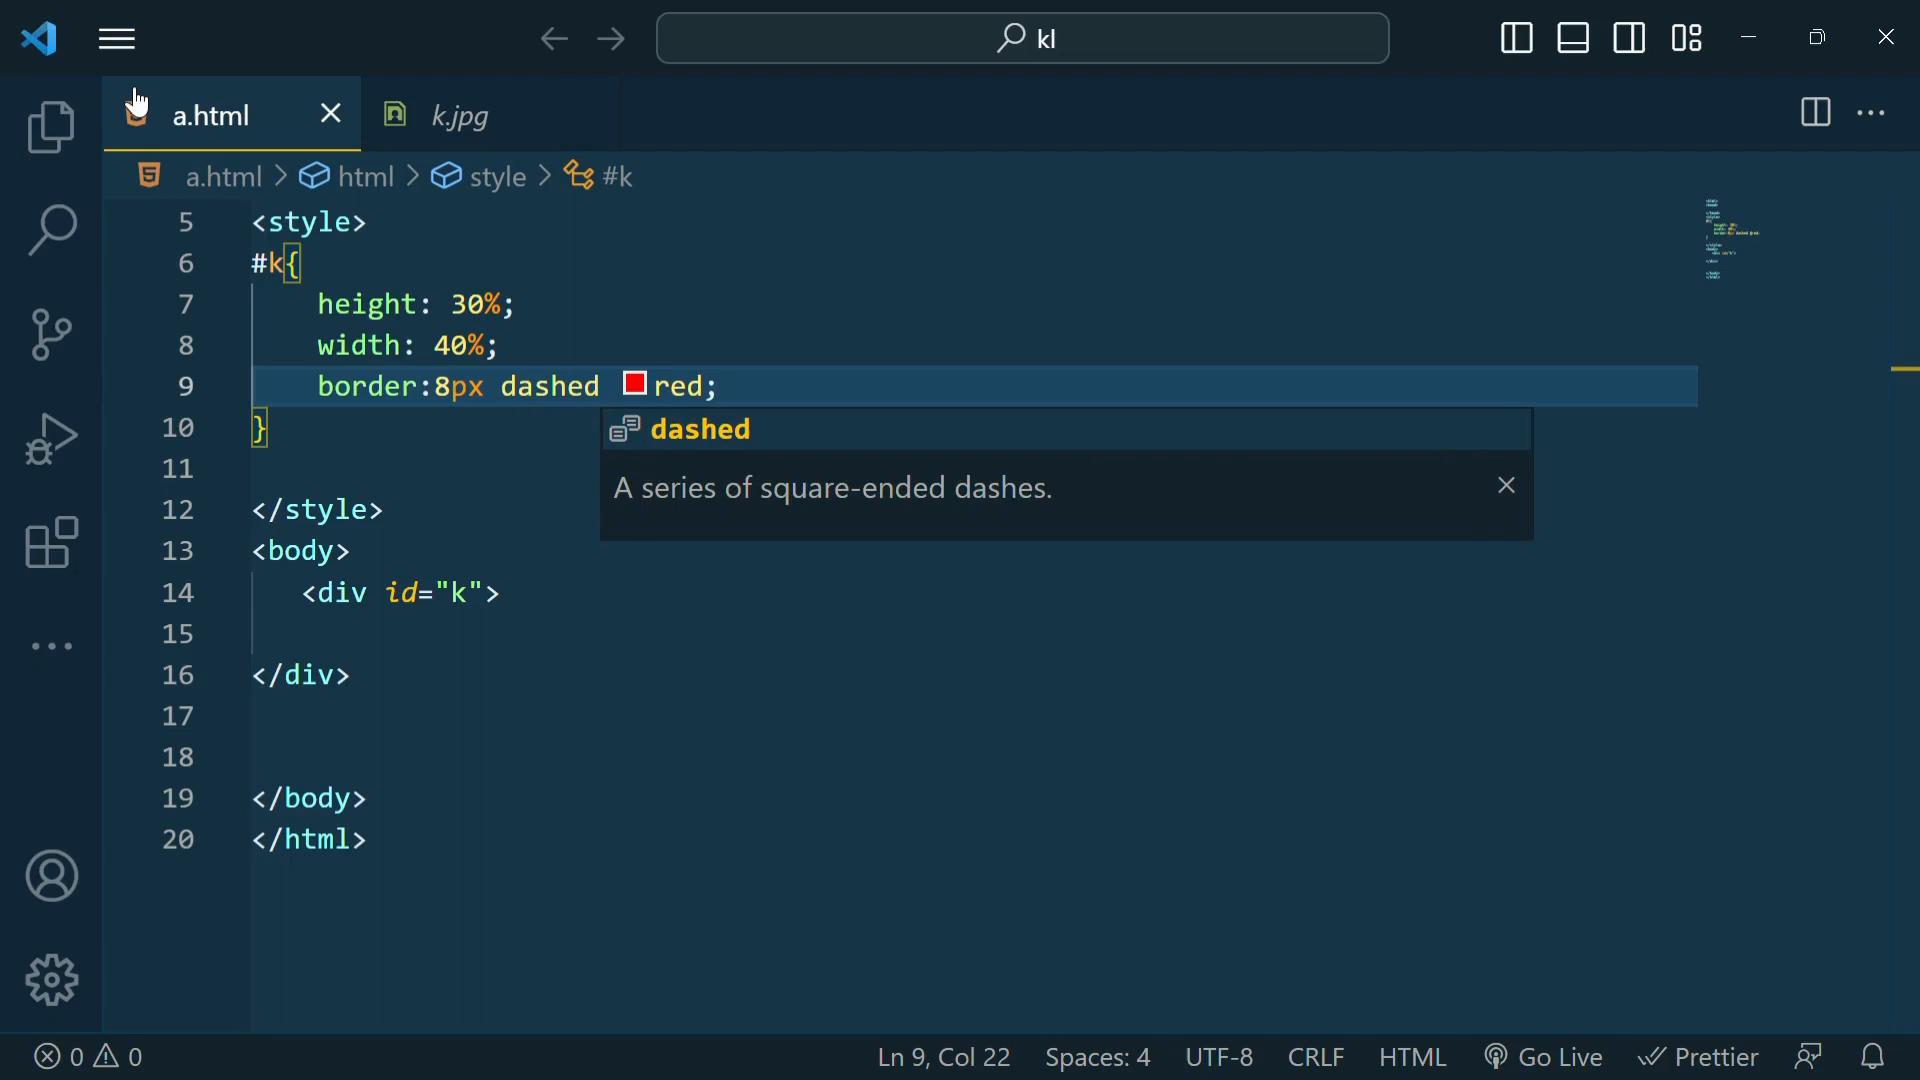 kl
a.html
k.jpg
a.html > html > style > #k
5 <style>
6 #k{
7 height: 30%;
8 width: 40%;
9 border:8px dashed red;
10 }
dashed
11
A series of square-ended dashes.
12 </style>
13 <body>
14 <div id="k">
15
16 </div>
17
18
19 </body>
20 </html>
0 0 Ln 9, Col 22 Spaces: 4 UTF-8 CRLF HTML Go Live Prettier